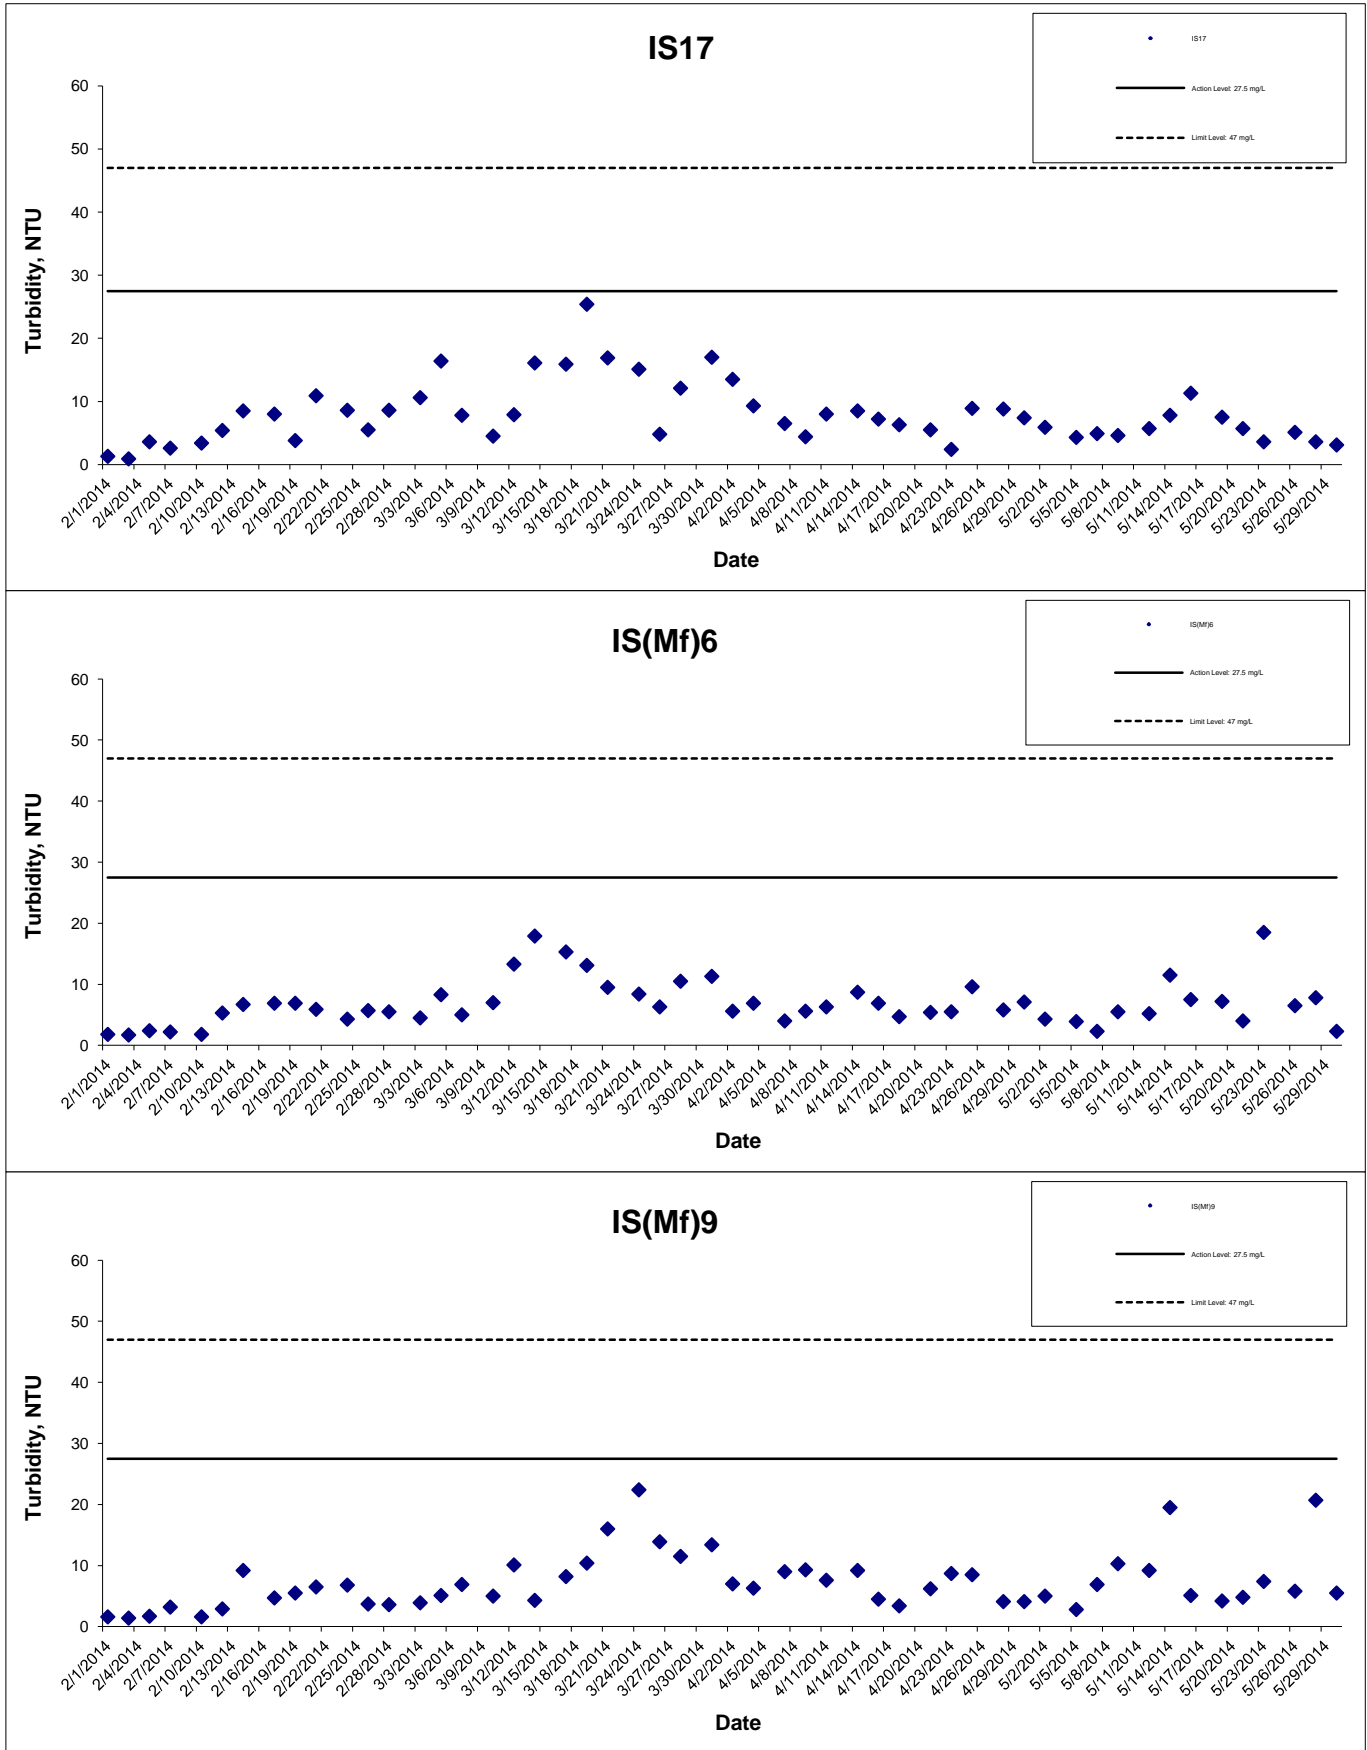 IS17
IS17
Action Level: 27.5 mg/L
Limit Level: 47 mg/L
60
50
40
30
20
10
0
Turbidity, NTU
2/1/2014 2/4/2014 2/7/2014 2/10/2014 2/13/2014 2/16/2014 2/19/2014 2/22/2014 2/25/2014 2/28/2014 3/3/2014 3/6/2014 3/9/2014 3/12/2014 3/15/2014 3/18/2014 3/21/2014 3/24/2014 3/27/2014 3/30/2014 4/2/2014 4/5/2014 4/8/2014 4/11/2014 4/14/2014 4/17/2014 4/20/2014 4/23/2014 4/26/2014 4/29/2014 5/2/2014 5/5/2014 5/8/2014 5/11/2014 5/14/2014 5/17/2014 5/20/2014 5/23/2014 5/26/2014 5/29/2014
Date
IS(Mf)6
IS(Mf)6
Action Level: 27.5 mg/L
Limit Level: 47 mg/L
60
50
40
30
20
10
0
Turbidity, NTU
2/1/2014 2/4/2014 2/7/2014 2/10/2014 2/13/2014 2/16/2014 2/19/2014 2/22/2014 2/25/2014 2/28/2014 3/3/2014 3/6/2014 3/9/2014 3/12/2014 3/15/2014 3/18/2014 3/21/2014 3/24/2014 3/27/2014 3/30/2014 4/2/2014 4/5/2014 4/8/2014 4/11/2014 4/14/2014 4/17/2014 4/20/2014 4/23/2014 4/26/2014 4/29/2014 5/2/2014 5/5/2014 5/8/2014 5/11/2014 5/14/2014 5/17/2014 5/20/2014 5/23/2014 5/26/2014 5/29/2014
Date
IS(Mf)9
IS(Mf)9
Action Level: 27.5 mg/L
Limit Level: 47 mg/L
60
50
40
30
20
10
0
Turbidity, NTU
2/1/2014 2/4/2014 2/7/2014 2/10/2014 2/13/2014 2/16/2014 2/19/2014 2/22/2014 2/25/2014 2/28/2014 3/3/2014 3/6/2014 3/9/2014 3/12/2014 3/15/2014 3/18/2014 3/21/2014 3/24/2014 3/27/2014 3/30/2014 4/2/2014 4/5/2014 4/8/2014 4/11/2014 4/14/2014 4/17/2014 4/20/2014 4/23/2014 4/26/2014 4/29/2014 5/2/2014 5/5/2014 5/8/2014 5/11/2014 5/14/2014 5/17/2014 5/20/2014 5/23/2014 5/26/2014 5/29/2014
Date